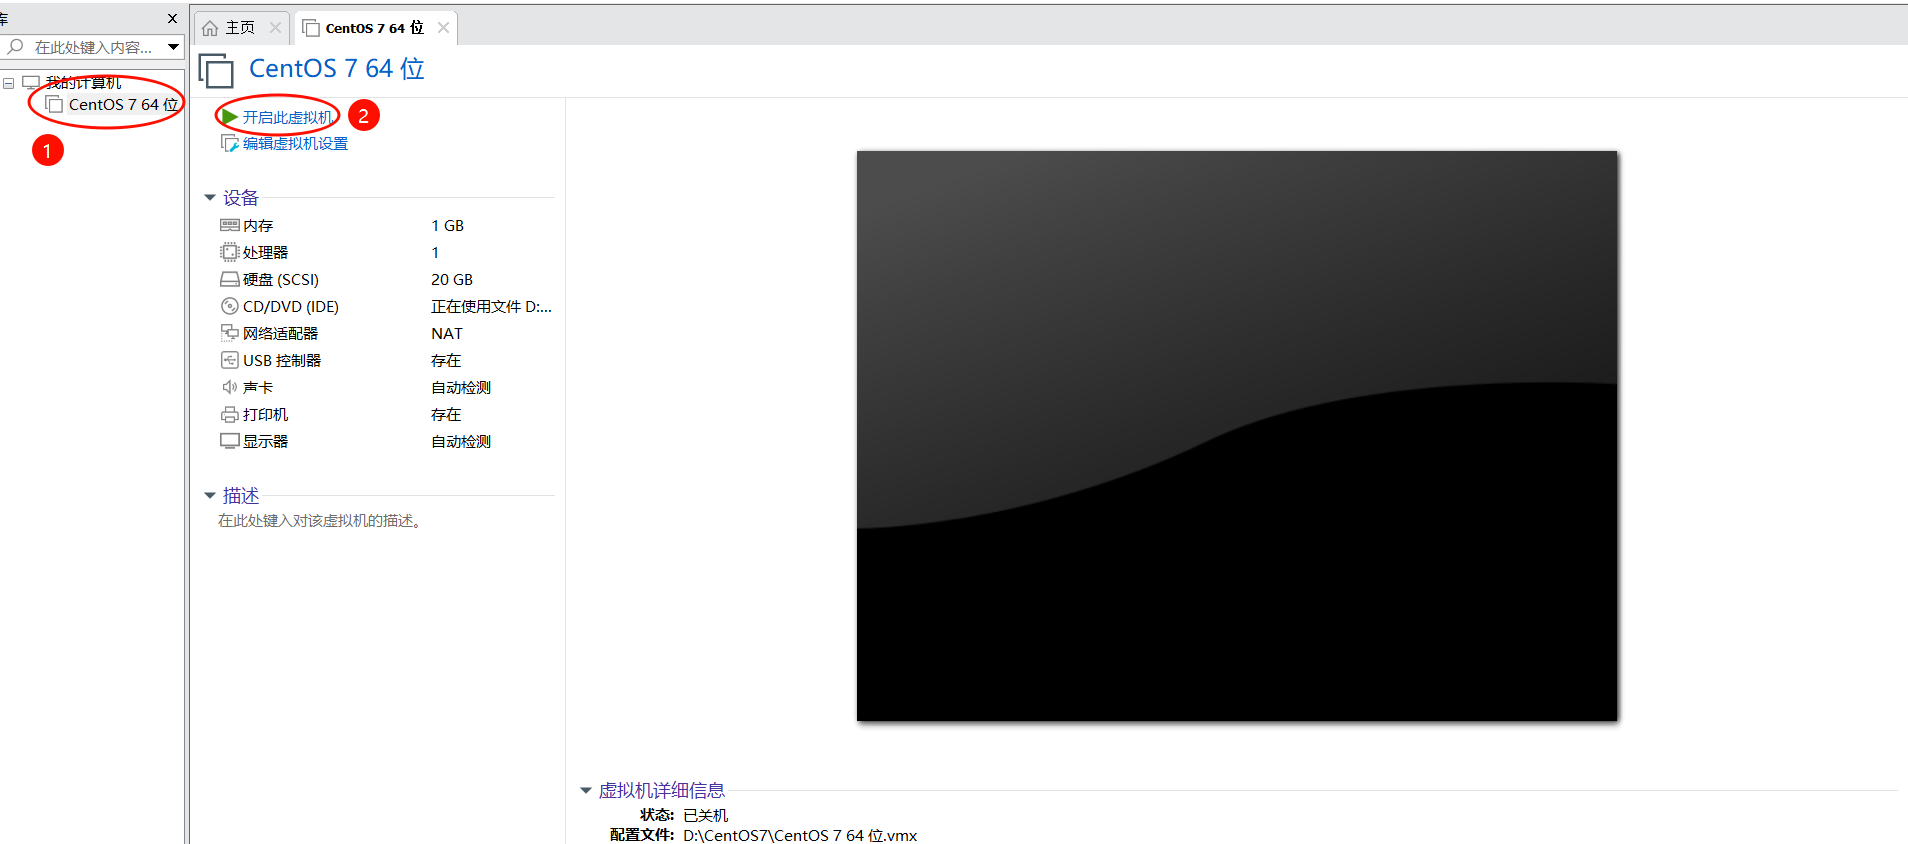 库
在此处键入内容...
我的计算机
CentOS 7 64 位
1
主页
CentOS 7 64 位
CentOS 7 64 位
开启此虚拟机
2
编辑虚拟机设置
设备
内存 1 GB
处理器 1
硬盘 (SCSI) 20 GB
CD/DVD (IDE) 正在使用文件 D:...
网络适配器 NAT
USB 控制器 存在
声卡 自动检测
打印机 存在
显示器 自动检测
描述
在此处键入对该虚拟机的描述。
虚拟机详细信息
状态: 已关机
配置文件: D:\CentOS7\CentOS 7 64 位.vmx